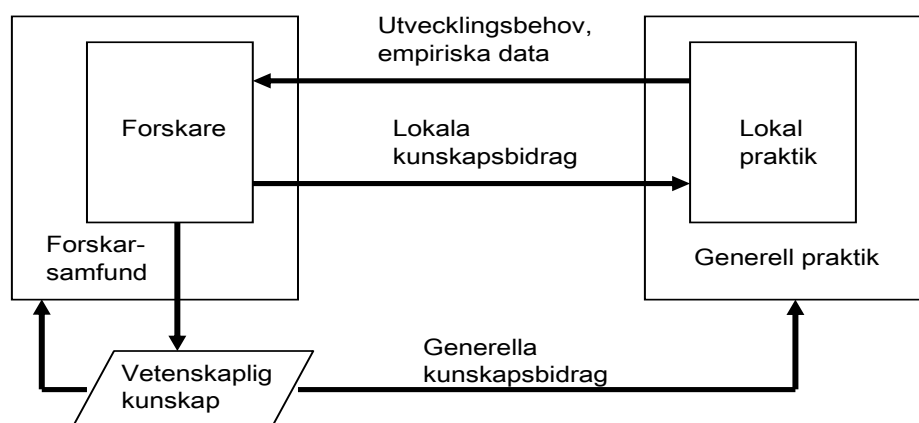 Utvecklingsbehov,
empiriska data
Forskare
Lokala
kunskapsbidrag
Lokal
praktik
Forskar-
samfund
Generell praktik
Vetenskaplig
kunskap
Generella
kunskapsbidrag